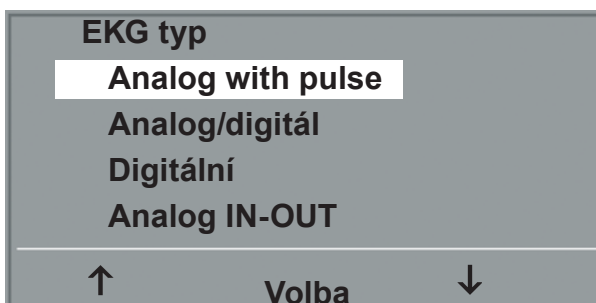 EKG typ
Analog with pulse
Analog/digitál
Digitální
Analog IN-OUT
↑ Volba ↓